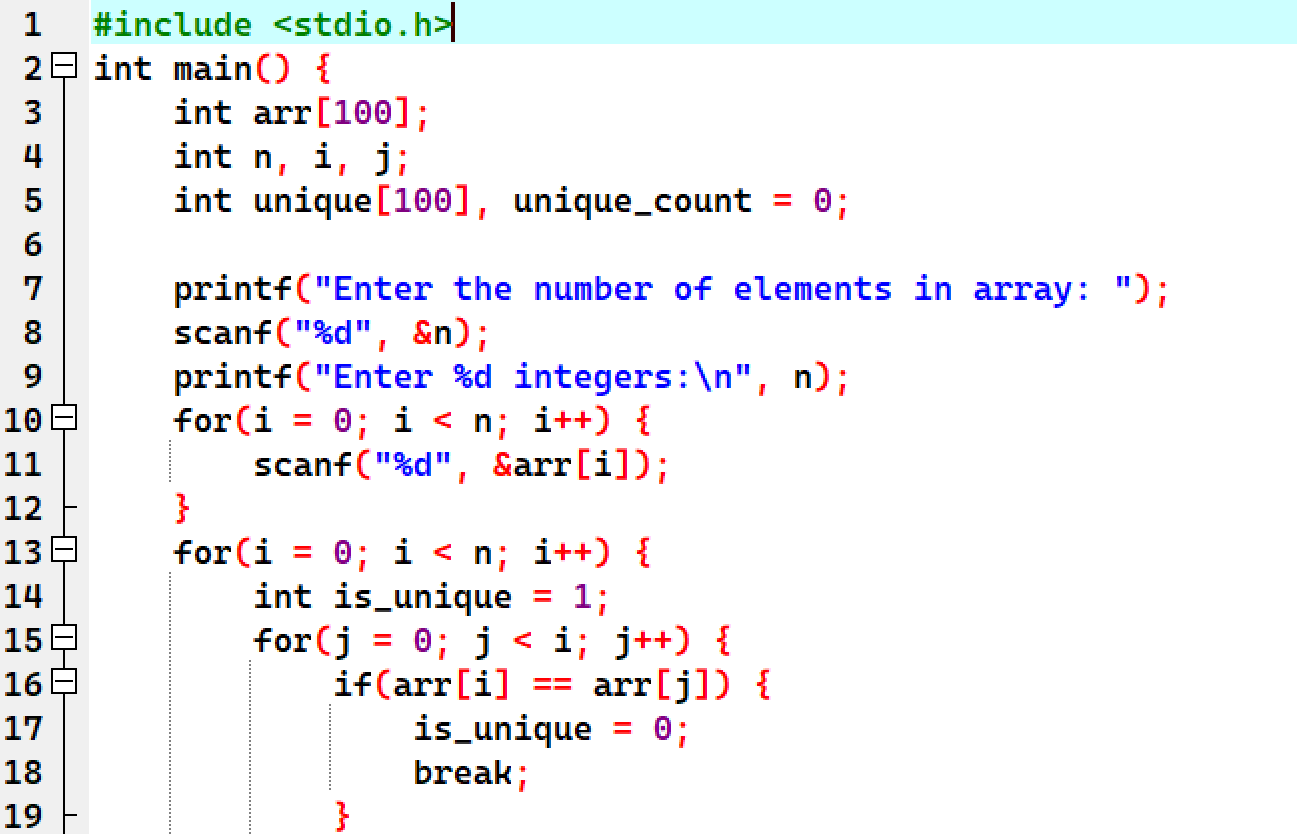 1 #include <stdio.h>
2 int main() {
3 int arr[100];
4 int n, i, j;
5 int unique[100], unique_count = 0;
6
7 printf("Enter the number of elements in array: ");
8 scanf("%d", &n);
9 printf("Enter %d integers:\n", n);
10 for(i = 0; i < n; i++) {
11 scanf("%d", &arr[i]);
12 }
13 for(i = 0; i < n; i++) {
14 int is_unique = 1;
15 for(j = 0; j < i; j++) {
16 if(arr[i] == arr[j]) {
17 is_unique = 0;
18 break;
19 }